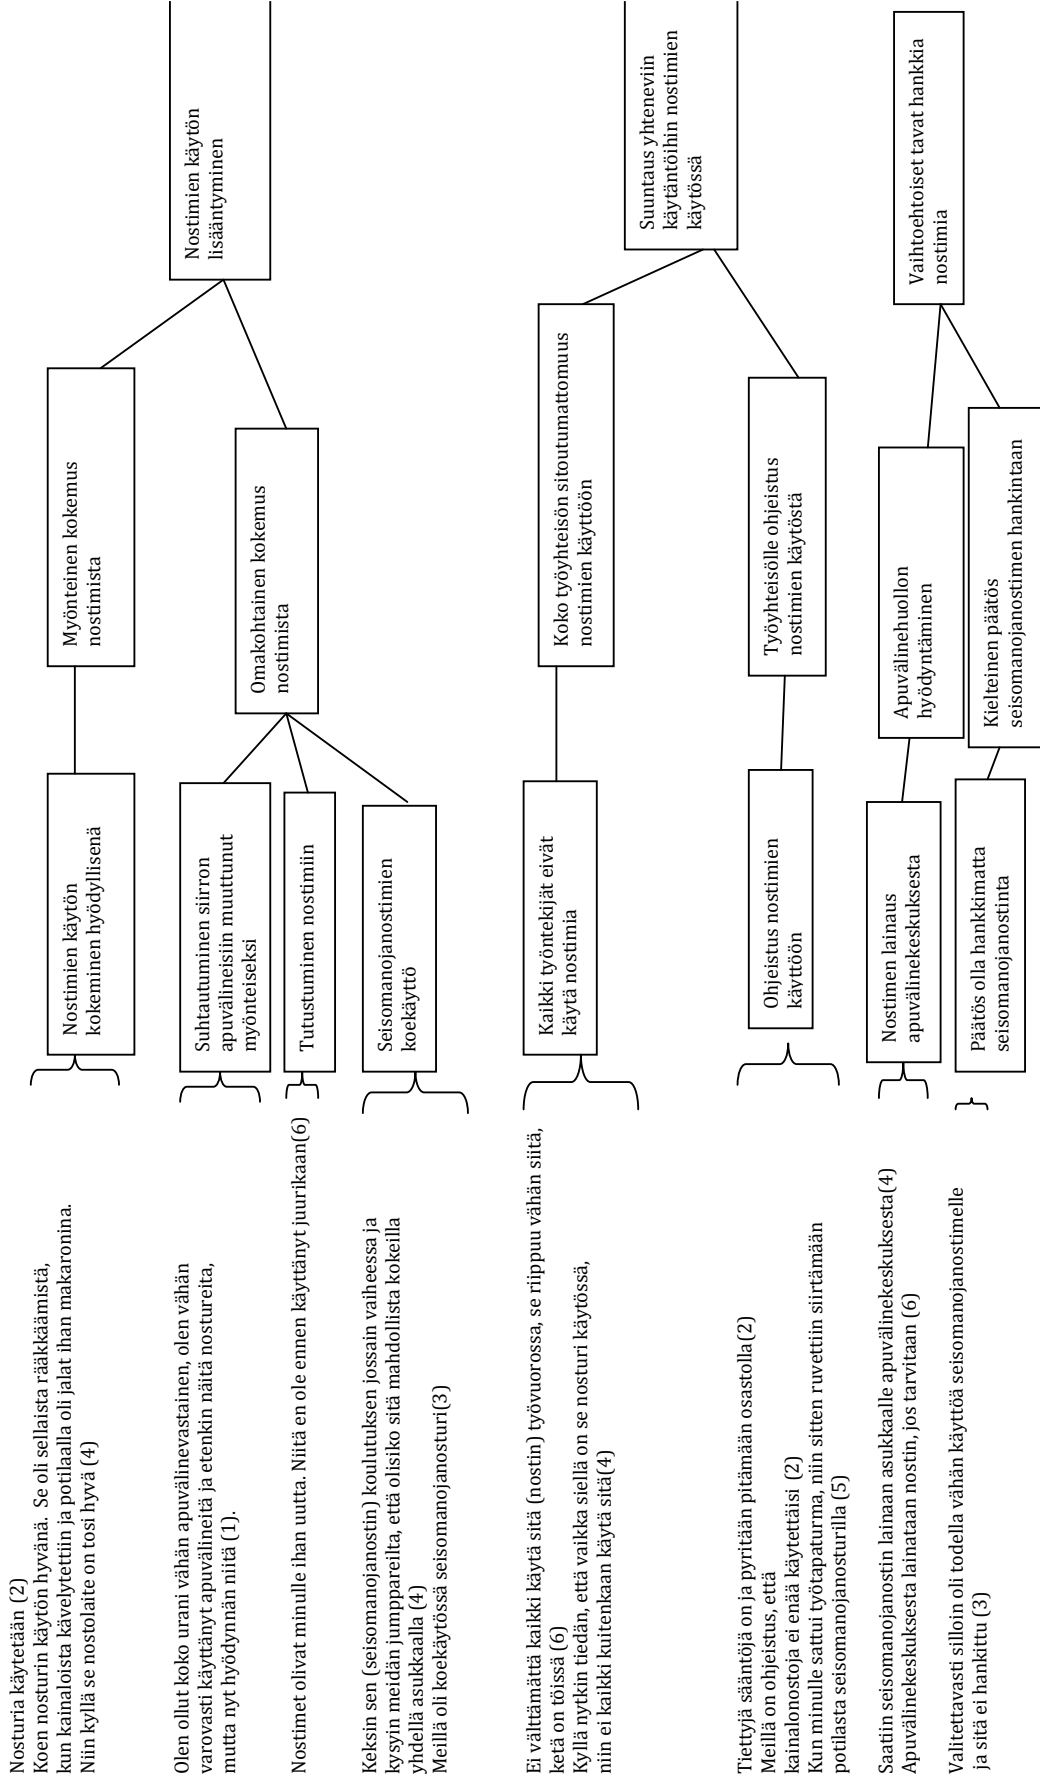 Nosturia käytetään (2)
Koen nosturin käytön hyvänä.  Se oli sellaista rääkkäämistä,
kun kainaloista kävelytettiin ja potilaalla oli jalat ihan makaronina.
Niin kyllä se nostolaite on tosi hyvä (4)
Nostimien käytön
kokeminen hyödyllisenä
Myönteinen kokemus
nostimista
Nostimien käytön
lisääntyminen
Olen ollut koko urani vähän apuvälinevastainen, olen vähän
varovasti käyttänyt apuvälineitä ja etenkin näitä nostureita,
mutta nyt hyödynnän niitä (1).
Suhtautuminen siirron
apuvälineisiin muuttunut
myönteiseksi
Omakohtainen kokemus
nostimista
Nostimet olivat minulle ihan uutta. Niitä en ole ennen käyttänyt juurikaan(6)
Tutustuminen nostimiin
Keksin sen (seisomanojanostin) koulutuksen jossain vaiheessa ja
kysyin meidän jumppareilta, että olisiko sitä mahdollista kokeilla
yhdellä asukkaalla (4)
Meillä oli koekäytössä seisomanojanosturi(3)
Seisomanojanostimien
koekäyttö
Ei välttämättä kaikki käytä sitä (nostin) työvuorossa, se riippuu vähän siitä,
ketä on töissä (6)
Kyllä nytkin tiedän, että vaikka siellä on se nosturi käytössä,
niin ei kaikki kuitenkaan käytä sitä(4)
Kaikki työntekijät eivät
käytä nostimia
Koko työyhteisön sitoutumattomuus
nostimien käyttöön
Suuntaus yhteneviin
käytäntöihin nostimien
käytössä
Tiettyjä sääntöjä on ja pyritään pitämään osastolla(2)
Meillä on ohjeistus, että
kainalonostoja ei enää käytettäisi (2)
Kun minulle sattui työtapaturma, niin sitten ruvettiin siirtämään
potilasta seisomanojanosturilla (5)
Ohjeistus nostimien
käyttöön
Työyhteisölle ohjeistus
nostimien käytöstä
Saatiin seisomanojanostin lainaan asukkaalle apuvälinekeskuksesta(4)
Apuvälinekeskuksesta lainataan nostin, jos tarvitaan (6)
Nostimen lainaus
apuvälinekeskuksesta
Apuvälinehuollon
hyödyntäminen
Vaihtoehtoiset tavat hankkia
nostimia
Valitettavasti silloin oli todella vähän käyttöä seisomanojanostimelle
ja sitä ei hankittu (3)
Päätös olla hankkimatta
seisomanojanostinta
Kielteinen päätös
seisomanojanostimen hankintaan